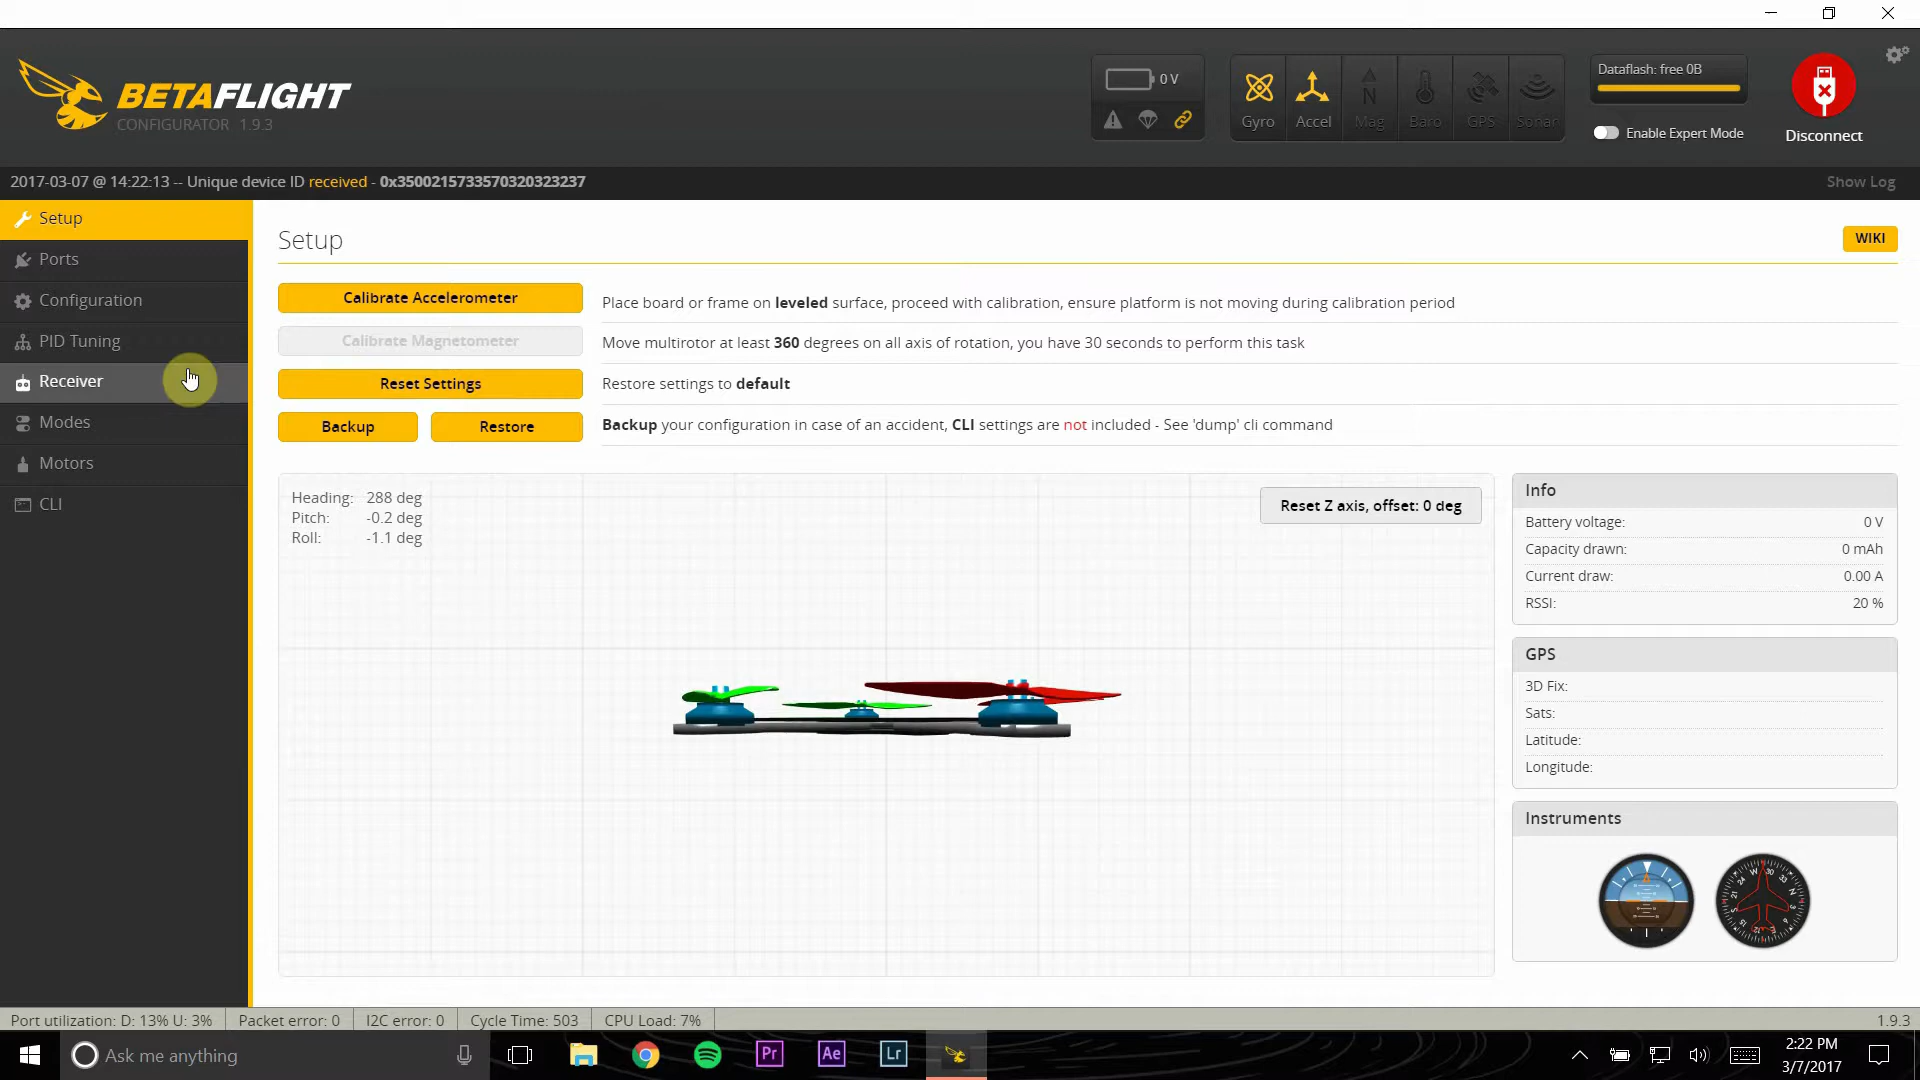 BETAFLIGHT
CONFIGURATOR 1.9.3
0 V
Gyro
Accel
Mag
Baro
GPS
Sonar
Dataflash: free 0B
Enable Expert Mode
Disconnect
2017-03-07 @ 14:22:13 -- Unique device ID received - 0x3500215733570320323237
Show Log
Setup
Ports
Configuration
PID Tuning
Receiver
Modes
Motors
CLI
Setup
WIKI
Calibrate Accelerometer
Place board or frame on leveled surface, proceed with calibration, ensure platform is not moving during calibration period
Calibrate Magnetometer
Move multirotor at least 360 degrees on all axis of rotation, you have 30 seconds to perform this task
Reset Settings
Restore settings to default
Backup
Restore
Backup your configuration in case of an accident, CLI settings are not included - See 'dump' cli command
Heading: 288 deg
Pitch: -0.2 deg
Roll: -1.1 deg
Reset Z axis, offset: 0 deg
Info
Battery voltage: 0 V
Capacity drawn: 0 mAh
Current draw: 0.00 A
RSSI: 20 %
GPS
3D Fix:
Sats:
Latitude:
Longitude:
Instruments
Port utilization: D: 13% U: 3%
Packet error: 0
I2C error: 0
Cycle Time: 503
CPU Load: 7%
1.9.3
Ask me anything
Pr
Ae
Lr
2:22 PM
3/7/2017